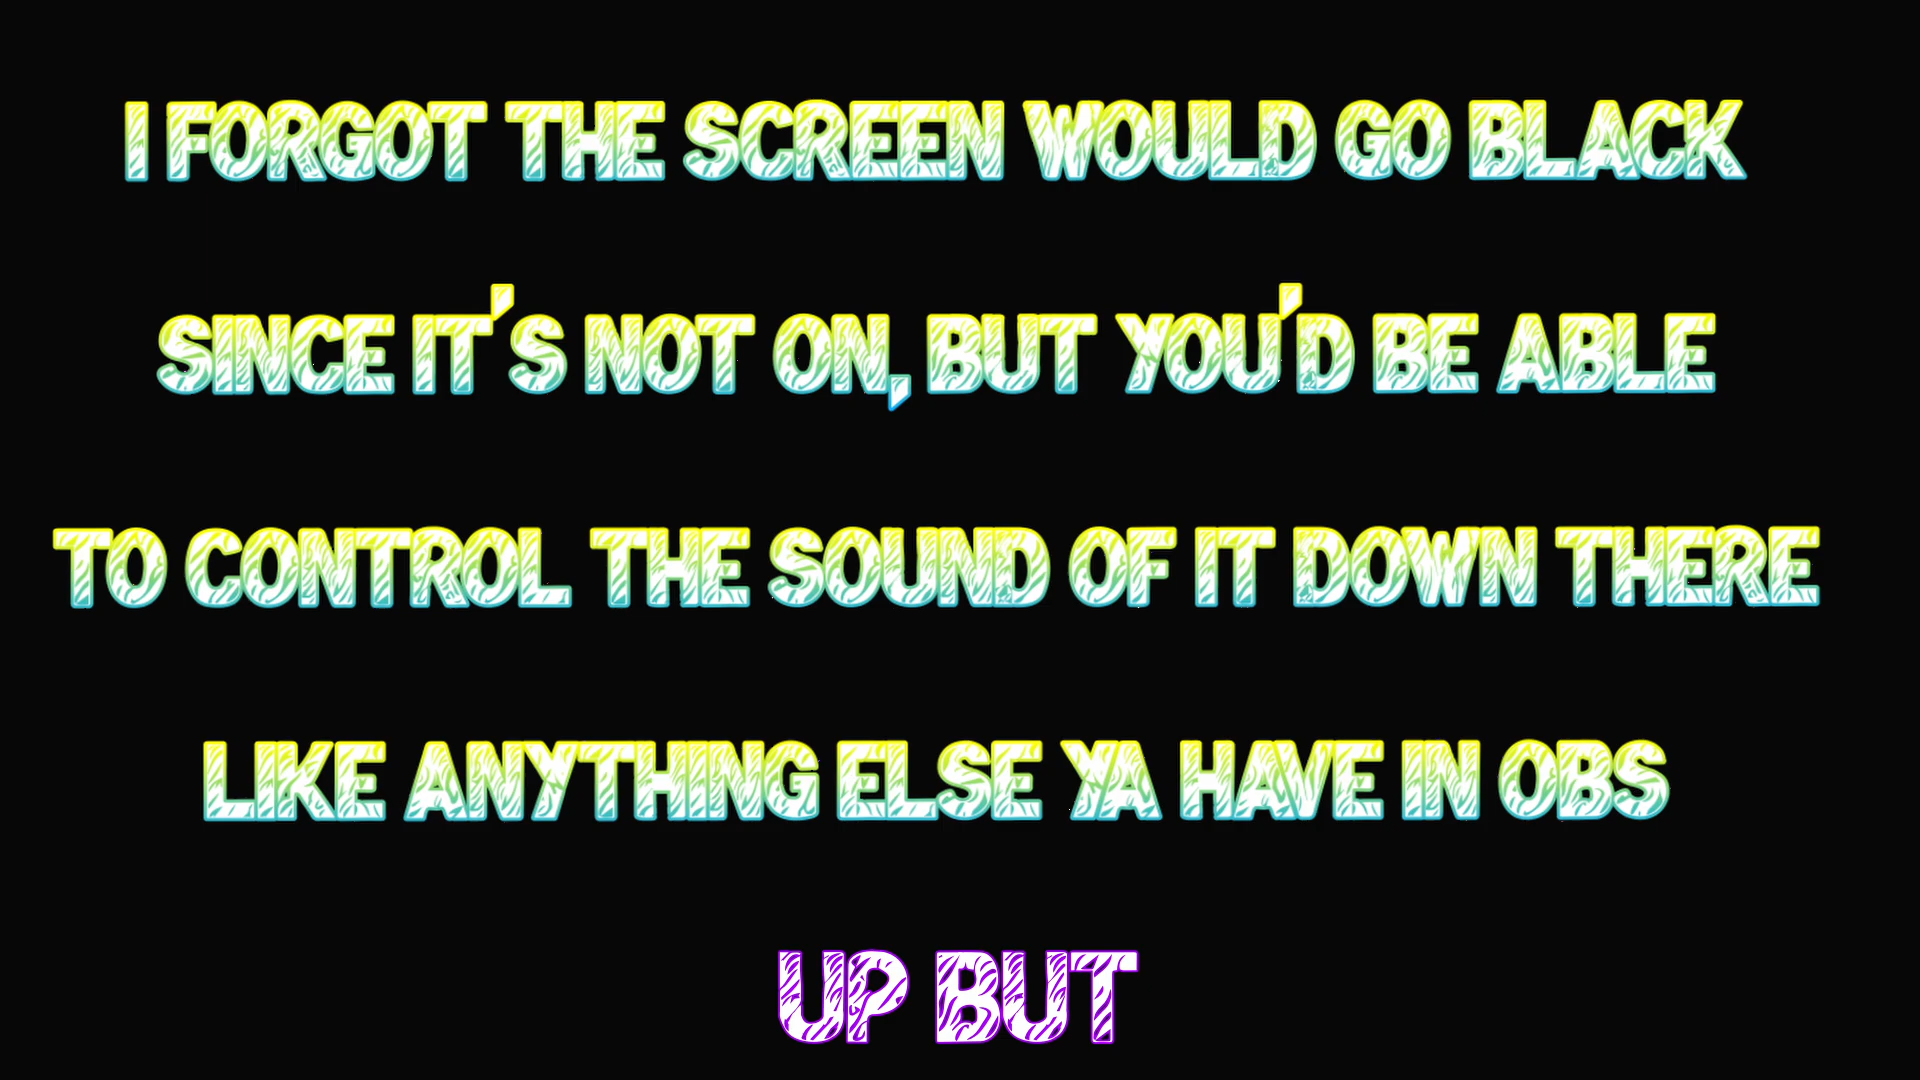 I FORGOT THE SCREEN WOULD GO BLACK
SINCE IT'S NOT ON, BUT YOU'D BE ABLE
TO CONTROL THE SOUND OF IT DOWN THERE
LIKE ANYTHING ELSE YA HAVE IN OBS
UP BUT